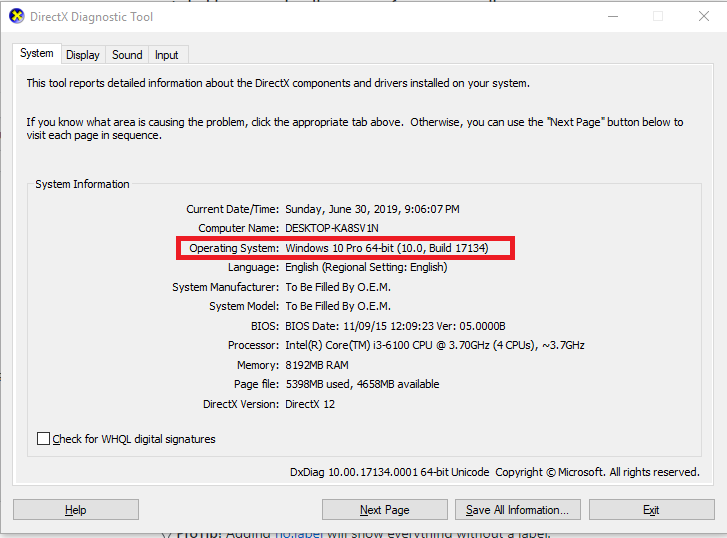 DirectX Diagnostic Tool
System Display Sound Input
This tool reports detailed information about the DirectX components and drivers installed on your system.
If you know what area is causing the problem, click the appropriate tab above. Otherwise, you can use the "Next Page" button below to
visit each page in sequence.
System Information
Current Date/Time: Sunday, June 30, 2019, 9:06:07 PM
Computer Name: DESKTOP-KA8SV1N
Operating System: Windows 10 Pro 64-bit (10.0, Build 17134)
Language: English (Regional Setting: English)
System Manufacturer: To Be Filled By O.E.M.
System Model: To Be Filled By O.E.M.
BIOS: BIOS Date: 11/09/15 12:09:23 Ver: 05.0000B
Processor: Intel(R) Core(TM) i3-6100 CPU @ 3.70GHz (4 CPUs), ~3.7GHz
Memory: 8192MB RAM
Page file: 5398MB used, 4658MB available
DirectX Version: DirectX 12
Check for WHQL digital signatures
DxDiag 10.00.17134.0001 64-bit Unicode Copyright © Microsoft. All rights reserved.
Help Next Page Save All Information... Exit
ProTip! Adding no:label will show everything without a label.